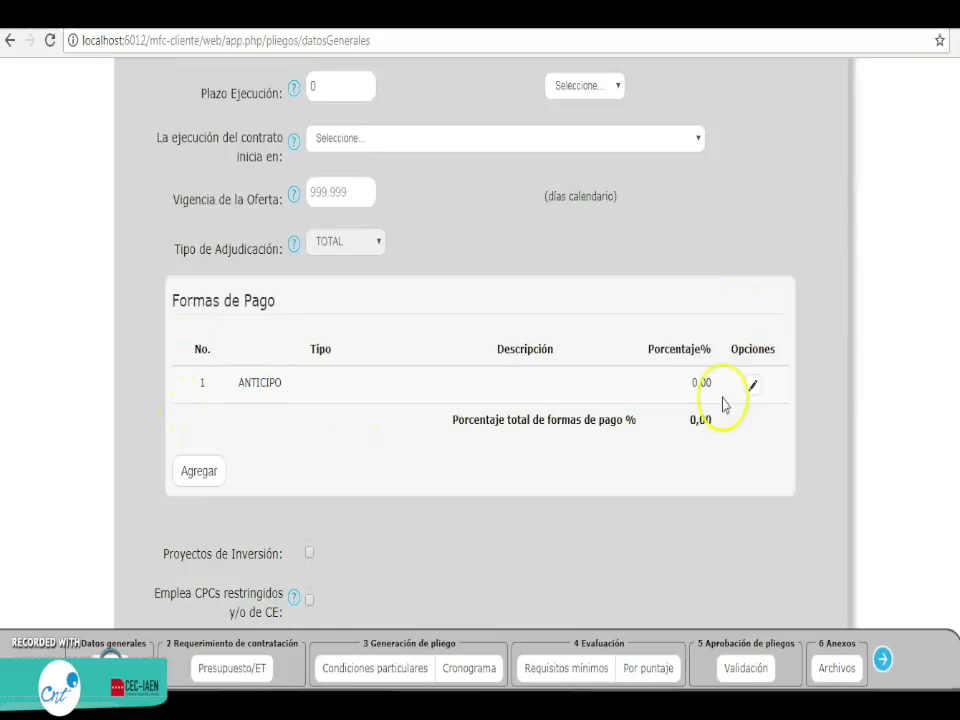 localhost:6012/mfc-cliente/web/app.php/pliegos/datosGenerales
Plazo Ejecución: ? 0 Seleccione...
La ejecución del contrato inicia en: ? Seleccione...
Vigencia de la Oferta: ? 999.999 (días calendario)
Tipo de Adjudicación: ? TOTAL
Formas de Pago
No. Tipo Descripción Porcentaje% Opciones
1 ANTICIPO 0,00
Porcentaje total de formas de pago % 0,00
Agregar
Proyectos de Inversión:
Emplea CPCs restringidos ?
y/o de CE:
RECORDED WITH Datos generales 2 Requerimiento de contratación 3 Generación de pliego 4 Evaluación 5 Aprobación de pliegos 6 Anexos
Presupuesto/ET Condiciones particulares Cronograma Requisitos mínimos Por puntaje Validación Archivos
Cnt CEC-IAEN